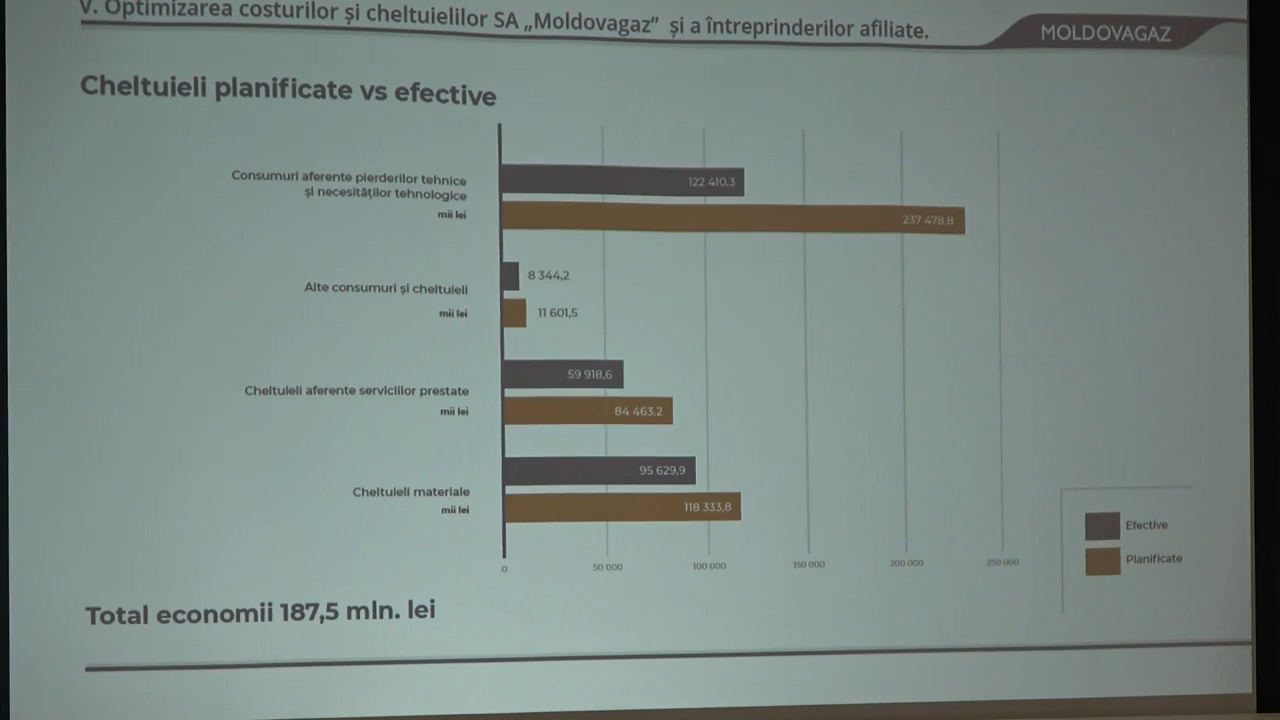 V. Optimizarea costurilor și cheltuielilor SA „Moldovagaz” și a întreprinderilor afiliate.
MOLDOVAGAZ
Cheltuieli planificate vs efective
Consumuri aferente pierderilor tehnice
și necesităților tehnologice
mii lei
122 410,3
237 478,8
Alte consumuri și cheltuieli
mii lei
8 344,2
11 601,5
Cheltuieli aferente serviciilor prestate
mii lei
59 918,6
84 463,2
Cheltuieli materiale
mii lei
95 629,9
118 333,8
0
50 000
100 000
150 000
200 000
250 000
Efective
Planificate
Total economii 187,5 mln. lei